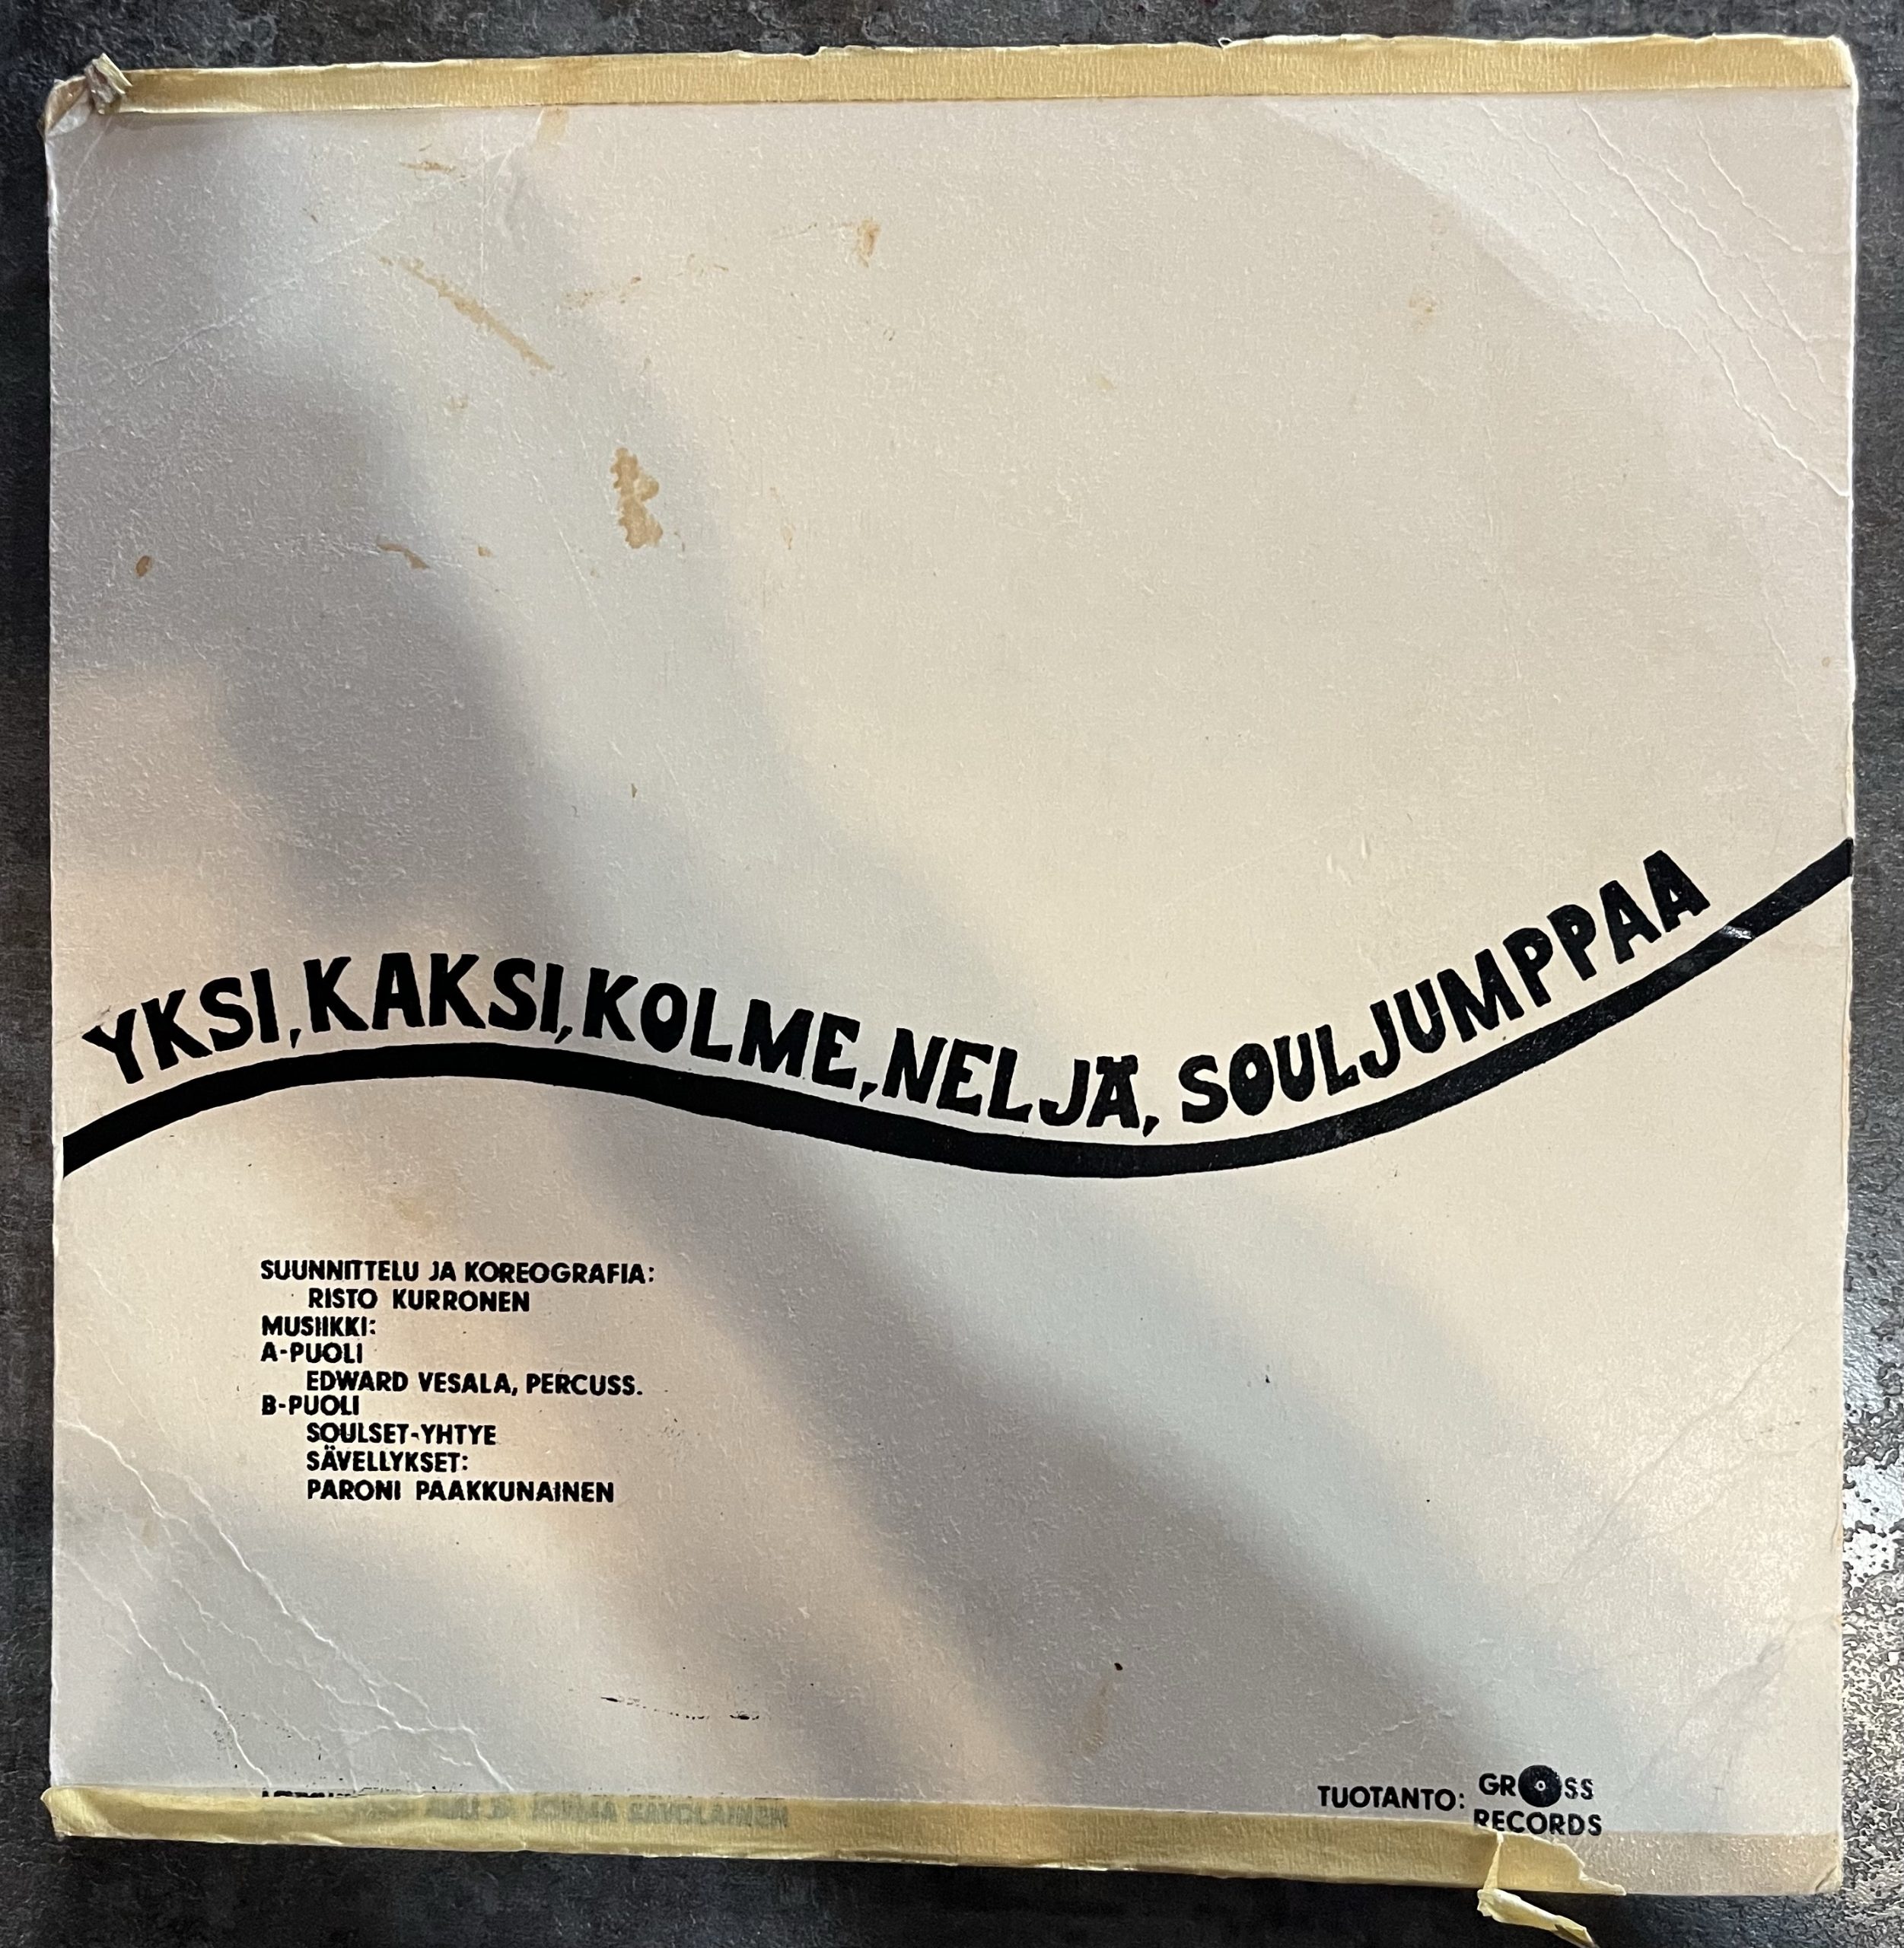 YKSI, KAKSI, KOLME, NELJÄ, SOULJUMPPAA
SUUNNITTELU JA KOREOGRAFIA:
RISTO KURRONEN
MUSIIKKI:
A-PUOLI
EDWARD VESALA, PERCUSS.
B-PUOLI
SOULSET-YHTYE
SÄVELLYKSET:
PARONI PAAKKUNAINEN
TUOTANTO: GROSS
RECORDS